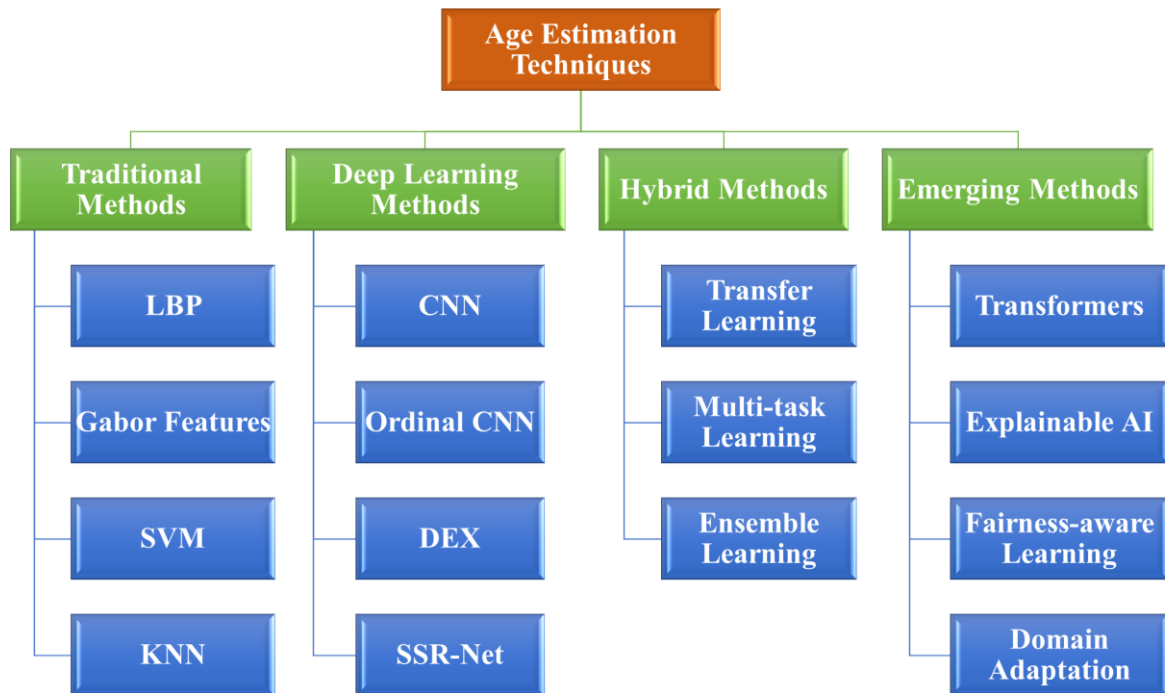 Age Estimation
Techniques
Traditional
Methods
LBP
Gabor Features
SVM
KNN
Deep Learning
Methods
CNN
Ordinal CNN
DEX
SSR-Net
Hybrid Methods
Transfer
Learning
Multi-task
Learning
Ensemble
Learning
Emerging Methods
Transformers
Explainable AI
Fairness-aware
Learning
Domain
Adaptation